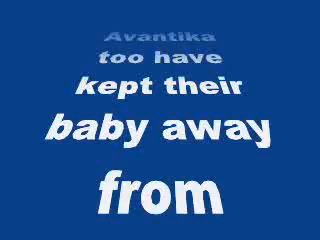 Avantika
too have
kept their
baby away
from